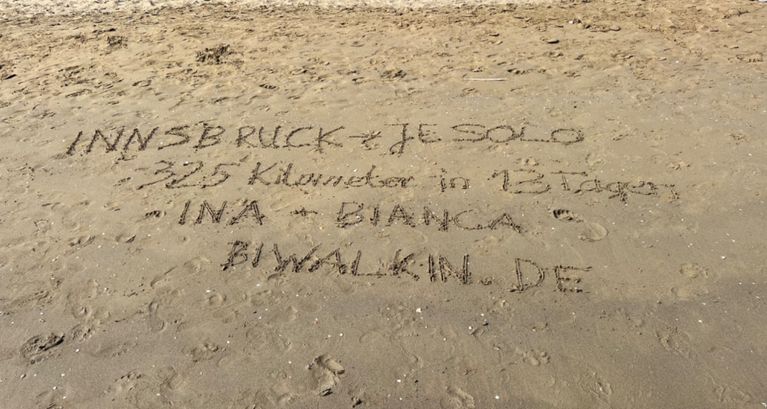 INNSBRUCK → JESOLO
325 Kilometer in 13 Tagen
INA + BIANCA
BIWALKIN.DE